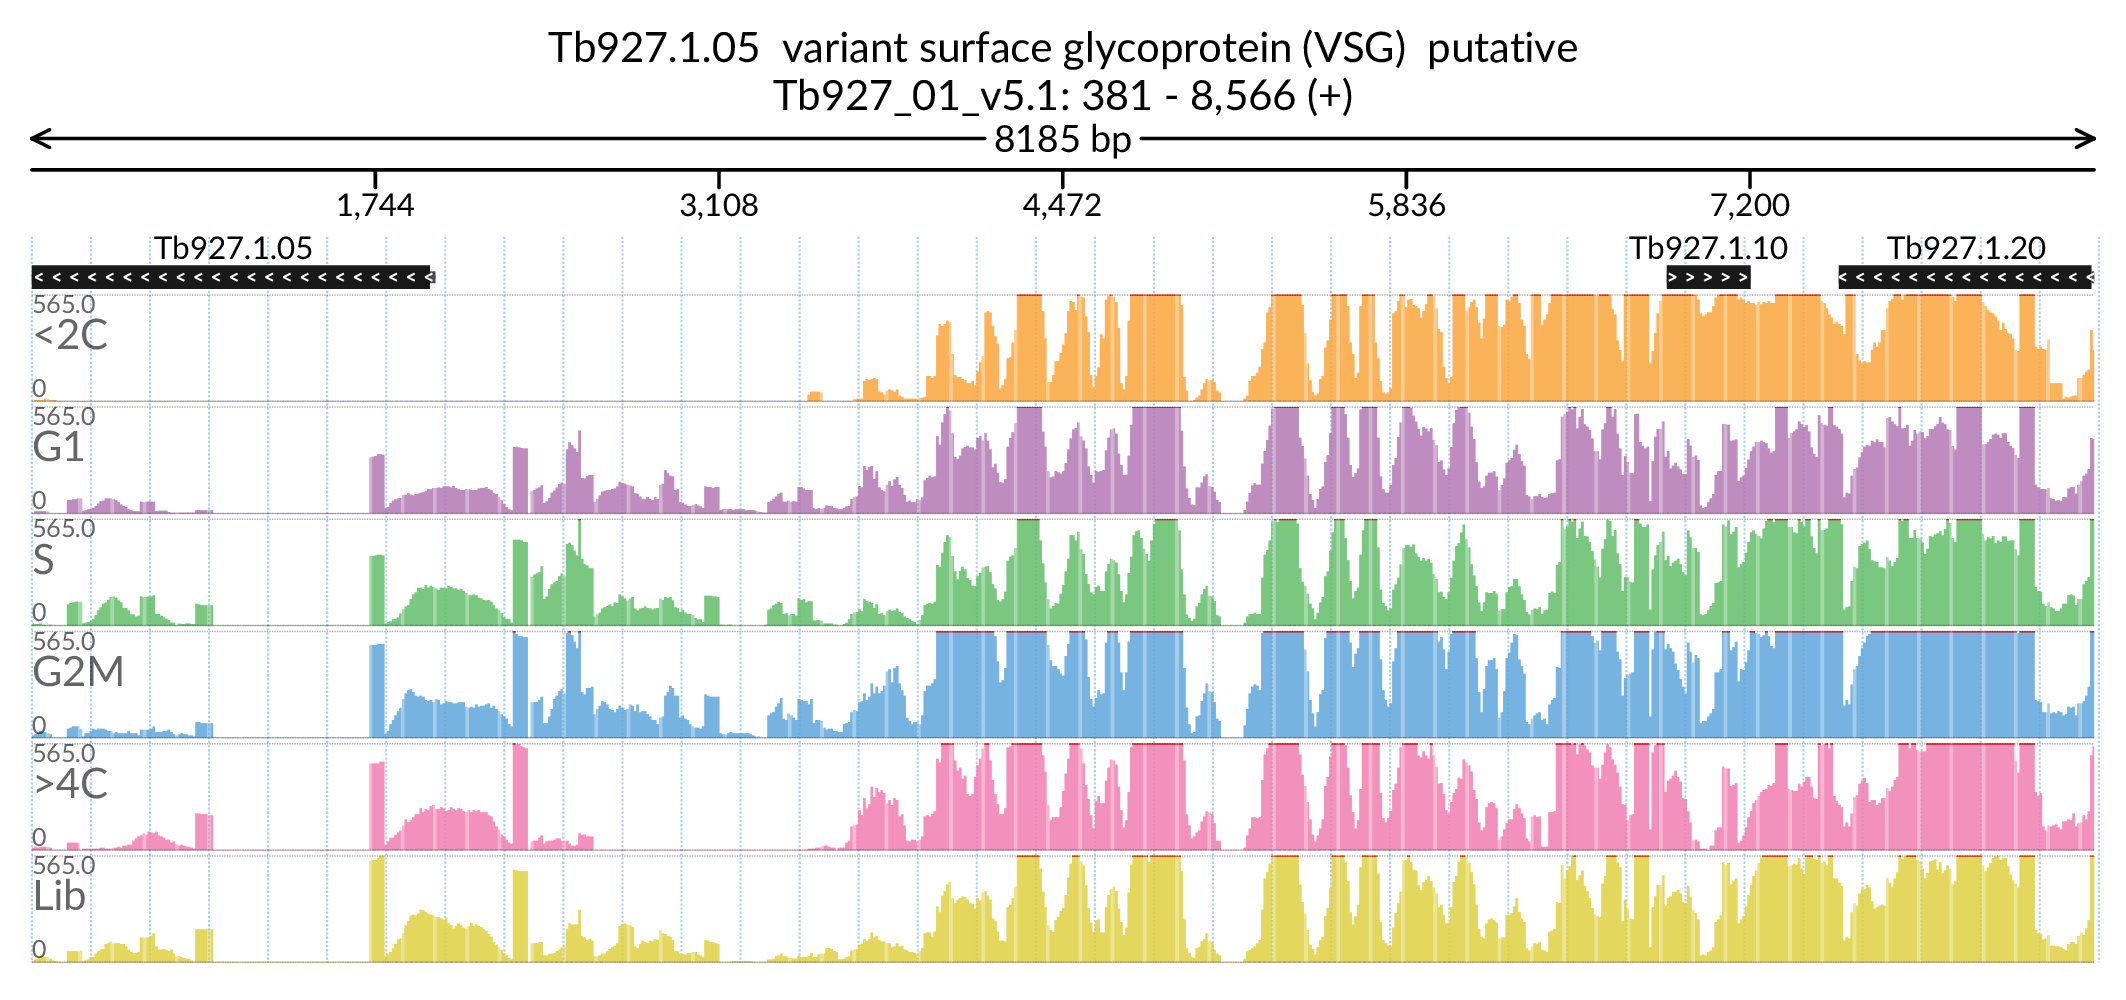 Tb927.1.05  variant surface glycoprotein (VSG)  putative
Tb927_01_v5.1: 381 - 8,566 (+)
8185 bp
1,744 3,108 4,472 5,836 7,200
Tb927.1.05 Tb927.1.10 Tb927.1.20
565.0
<2C
0
565.0
G1
0
565.0
S
0
565.0
G2M
0
565.0
>4C
0
565.0
Lib
0